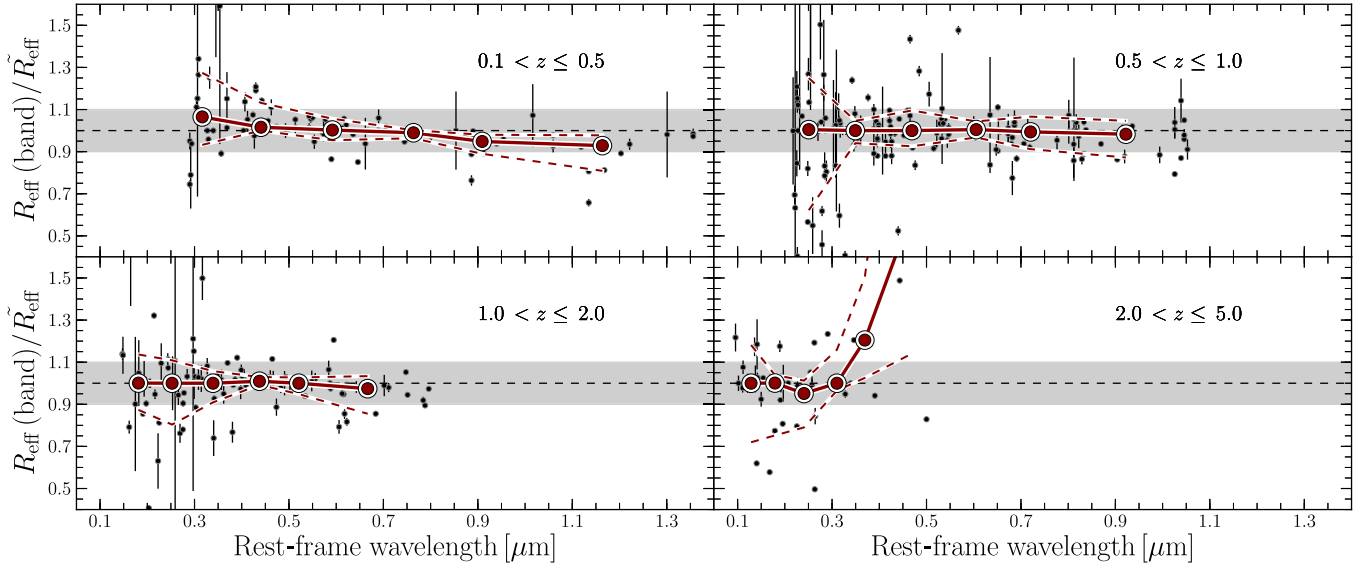 1.5
1.3
1.1
0.9
0.7
0.5
R_eff (band)/R̃_eff
0.1 < z ≤ 0.5
0.5 < z ≤ 1.0
1.5
1.3
1.1
0.9
0.7
0.5
R_eff (band)/R̃_eff
1.0 < z ≤ 2.0
2.0 < z ≤ 5.0
0.1 0.3 0.5 0.7 0.9 1.1 1.3
0.1 0.3 0.5 0.7 0.9 1.1 1.3
Rest-frame wavelength [μm]
Rest-frame wavelength [μm]